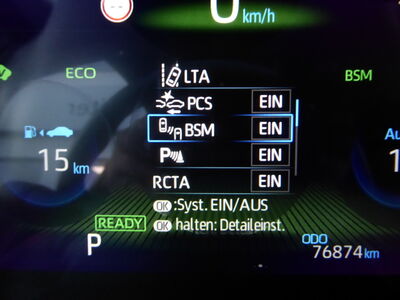 0 km/h
LTA
ECO
BSM
PCS EIN
BSM EIN
15 km
P EIN
RCTA EIN
OK :Syst. EIN/AUS
READY
OK halten: Detaileinst.
P
ODO
76874 km